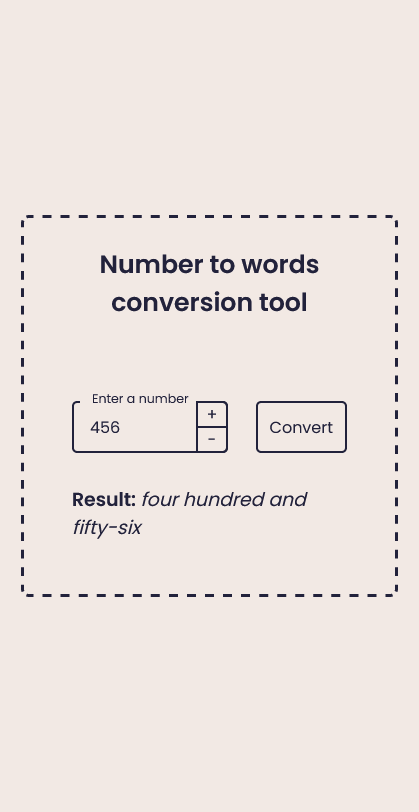 Number to words
conversion tool
Enter a number
456
+
-
Convert
Result: four hundred and
fifty-six